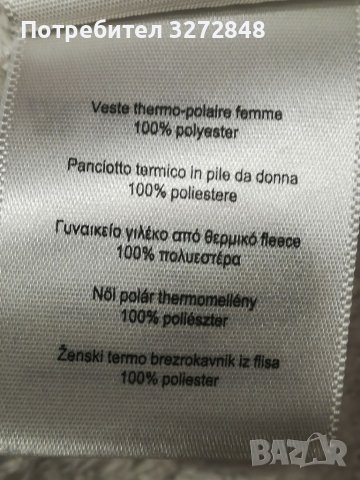 Потребител 3272848
Veste thermo-polaire femme
100% polyester
Panciotto termico in pile da donna
100% poliestere
Γυναικείο γιλέκο από θερμικό fleece
100% πολυεστέρα
Női polár thermomellény
100% poliészter
Ženski termo brezrokavnik iz flisa
100% poliester
BAZAR